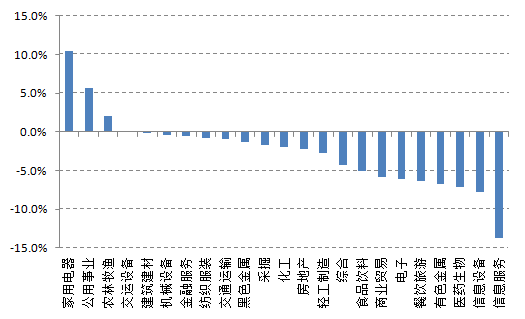 15.0%
10.0%
5.0%
0.0%
-5.0%
-10.0%
-15.0%
家用电器
公用事业
农林牧渔
交运设备
建筑建材
机械设备
金融服务
纺织服装
交通运输
黑色金属
采掘
化工
房地产
轻工制造
综合
食品饮料
商业贸易
电子
餐饮旅游
有色金属
医药生物
信息设备
信息服务